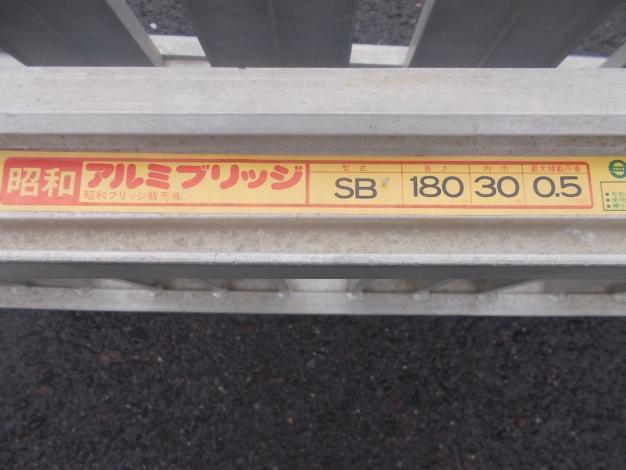 昭和 アルミブリッジ
昭和ブリッジ販売株
型式 長さ 内巾 最大積載荷重
SB 180 30 0.5